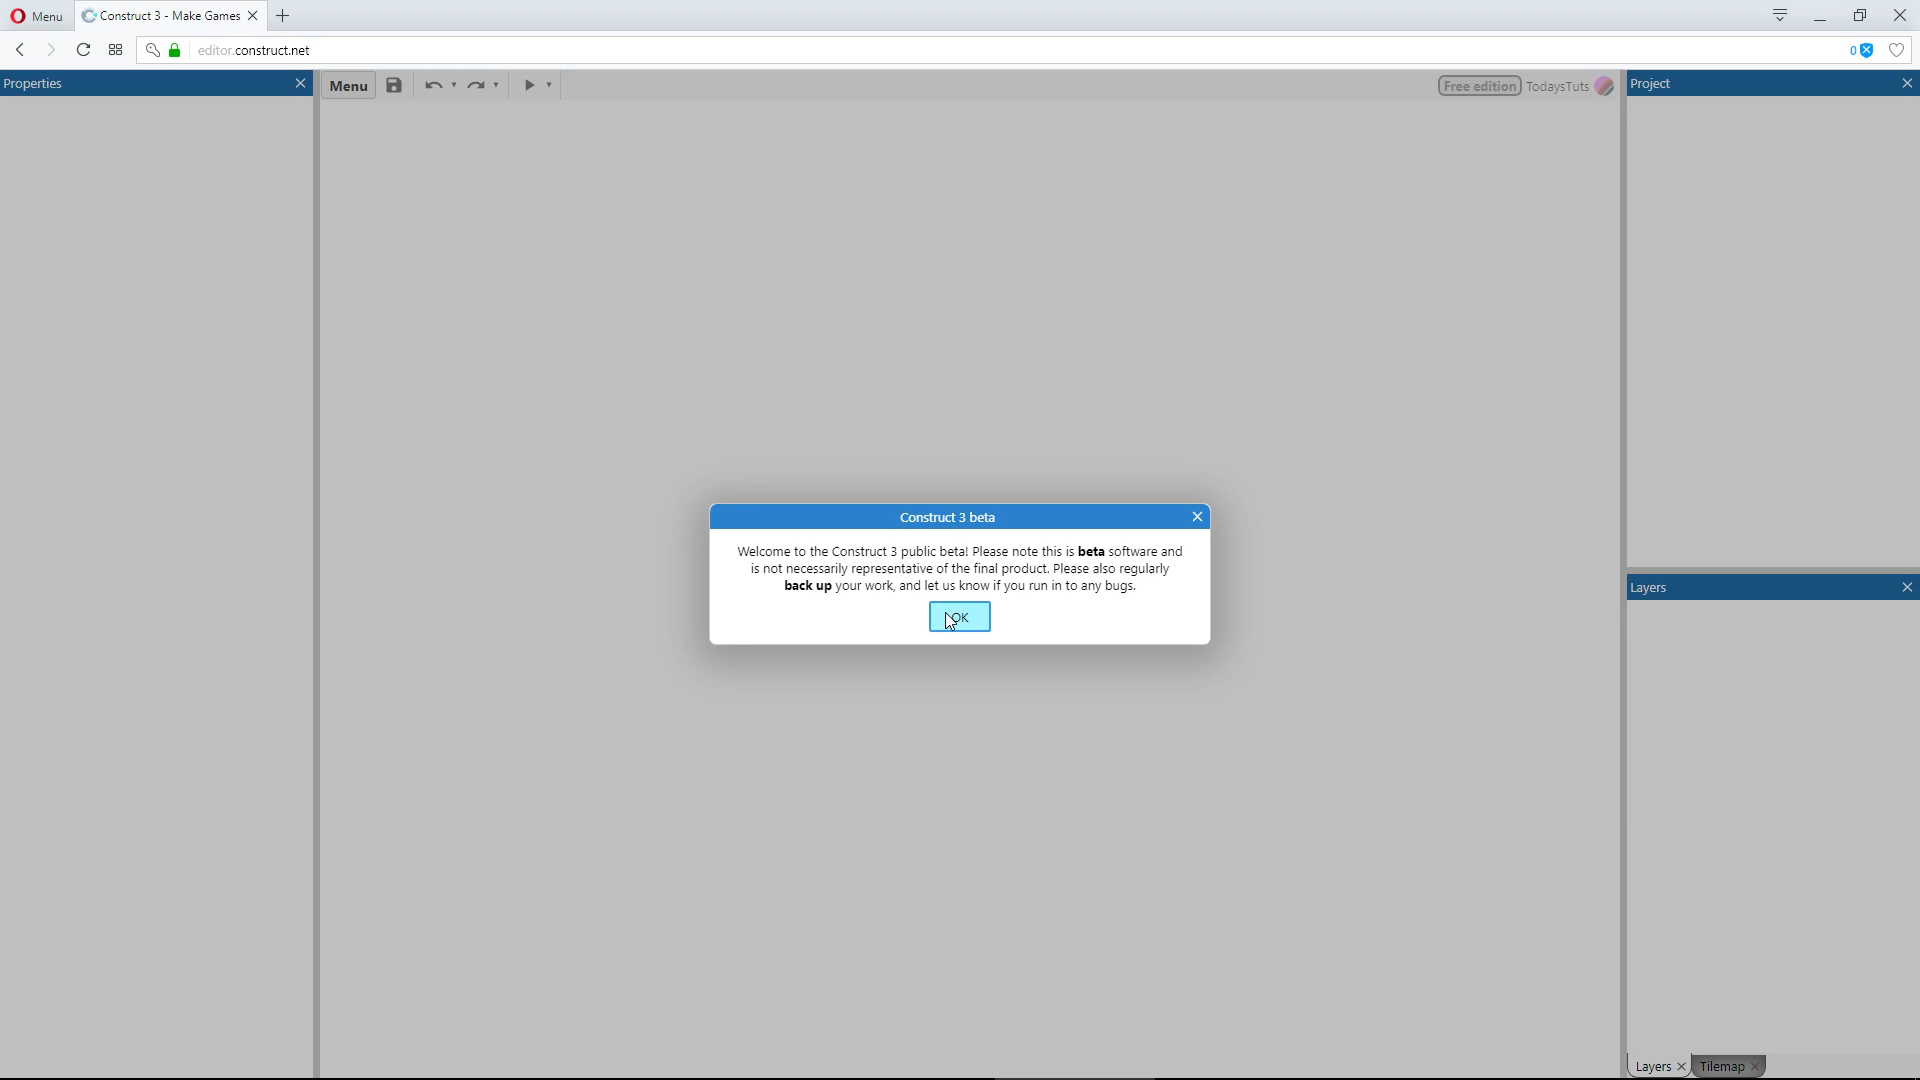 Menu
Construct 3 - Make Games
editor.construct.net
0
Properties
Menu
Free edition
TodaysTuts
Project
Construct 3 beta
Welcome to the Construct 3 public beta! Please note this is beta software and
is not necessarily representative of the final product. Please also regularly
back up your work, and let us know if you run in to any bugs.
OK
Layers
Layers
Tilemap